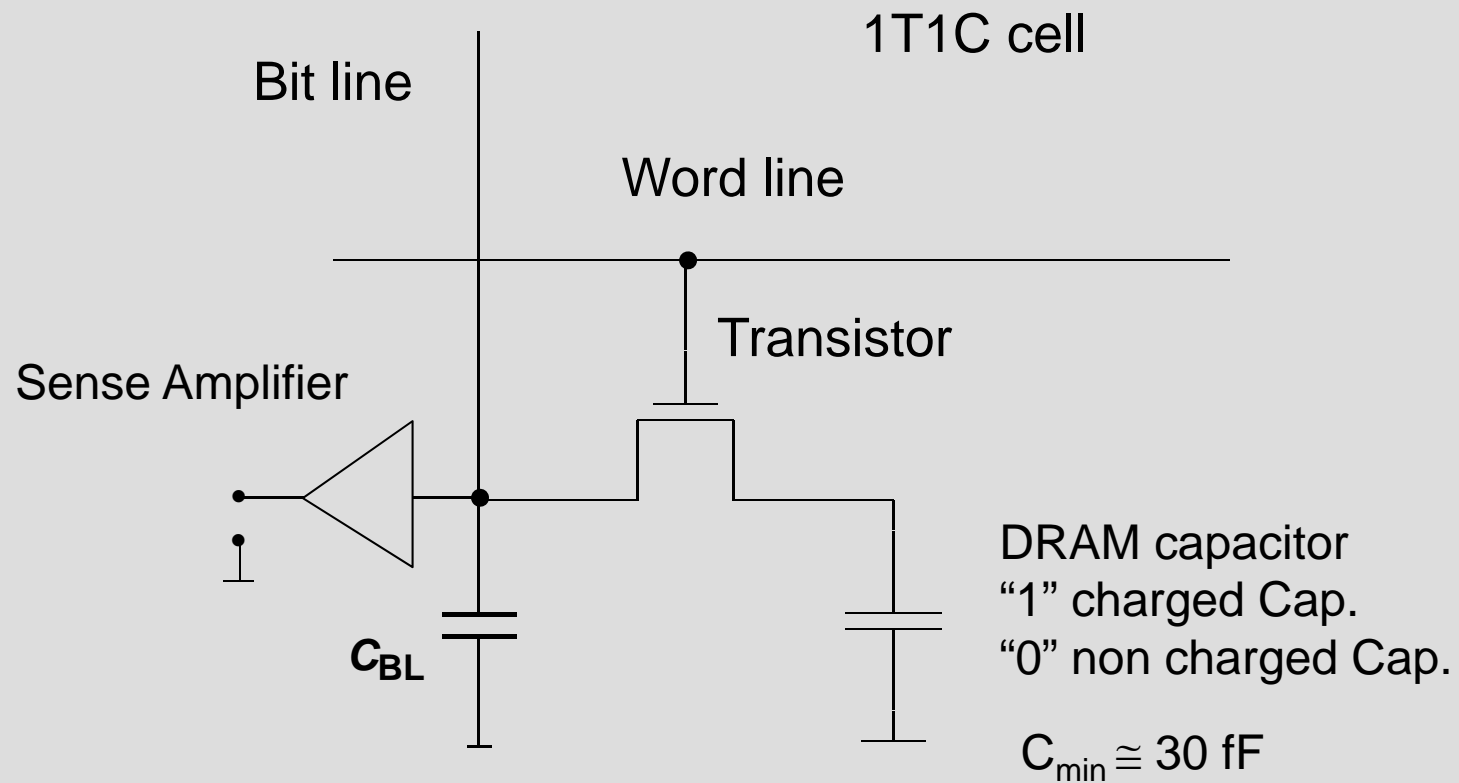 1T1C cell
Bit line
Word line
Transistor
Sense Amplifier
DRAM capacitor
“1” charged Cap.
“0” non charged Cap.
CBL
Cmin ≅ 30 fF